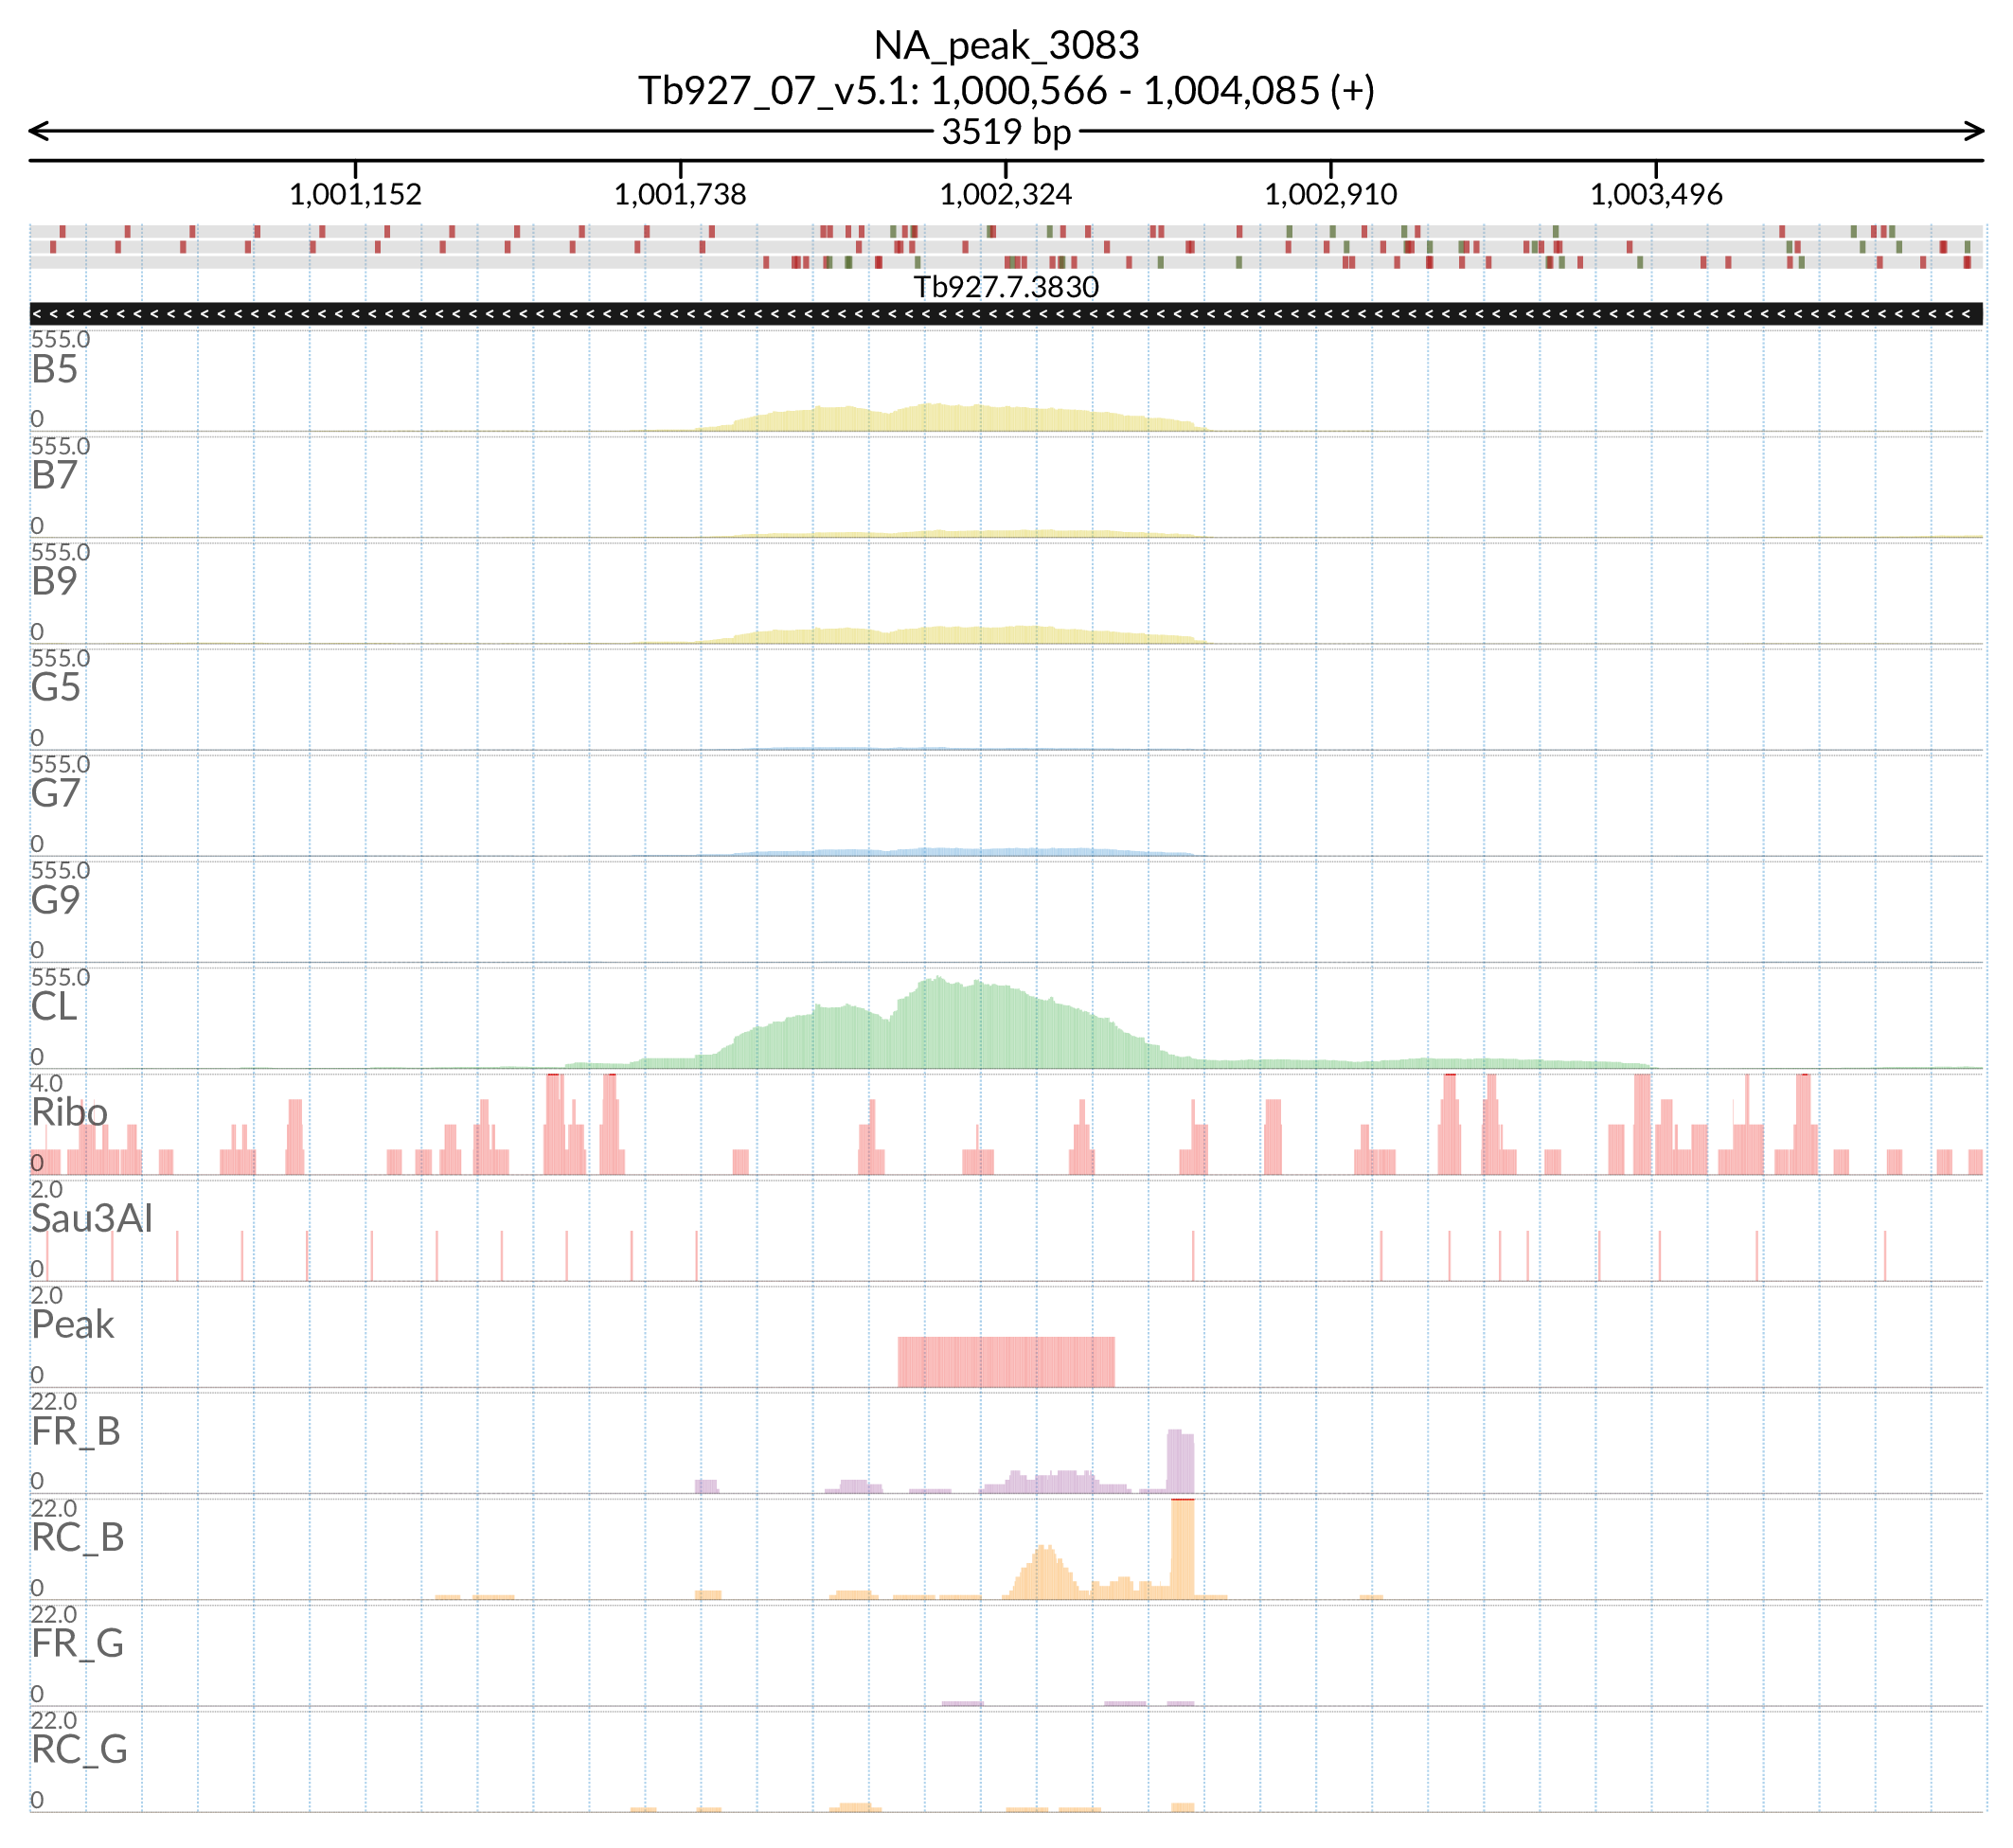 NA_peak_3083
Tb927_07_v5.1: 1,000,566 - 1,004,085 (+)
3519 bp
1,001,152 1,001,738 1,002,324 1,002,910 1,003,496
Tb927.7.3830
555.0
B5
0
555.0
B7
0
555.0
B9
0
555.0
G5
0
555.0
G7
0
555.0
G9
0
555.0
CL
0
4.0
Ribo
0
2.0
Sau3AI
0
2.0
Peak
0
22.0
FR_B
0
22.0
RC_B
0
22.0
FR_G
0
22.0
RC_G
0